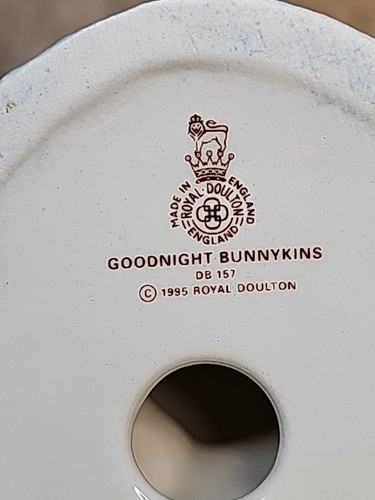 MADE IN ENGLAND
ROYAL · DOULTON
ENGLAND
GOODNIGHT BUNNYKINS
DB 157
© 1995 ROYAL DOULTON